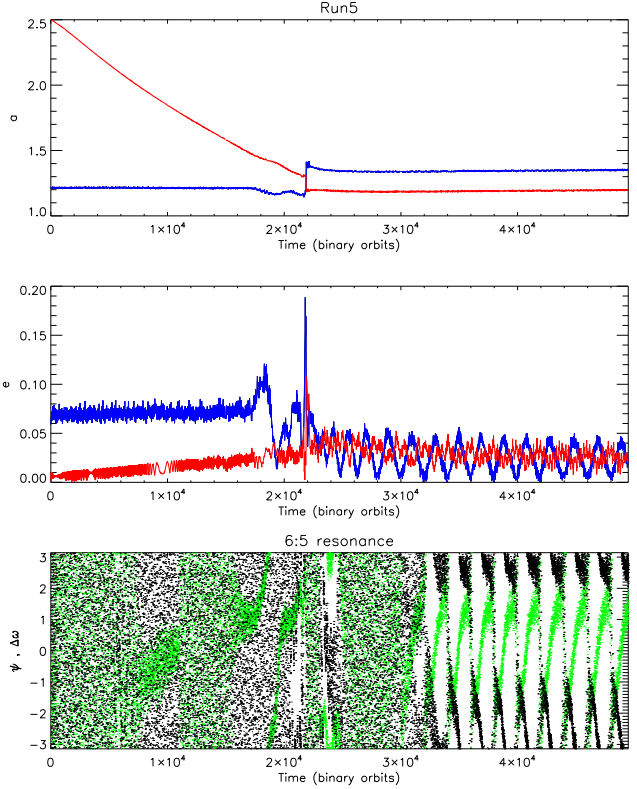 Run5
2.5
2.0
1.5
1.0
a
0 1×10⁴ 2×10⁴ 3×10⁴ 4×10⁴
Time (binary orbits)
0.20
0.15
0.10
0.05
0.00
e
0 1×10⁴ 2×10⁴ 3×10⁴ 4×10⁴
Time (binary orbits)
6:5 resonance
3
2
1
0
−1
−2
−3
ψ , Δω
0 1×10⁴ 2×10⁴ 3×10⁴ 4×10⁴
Time (binary orbits)